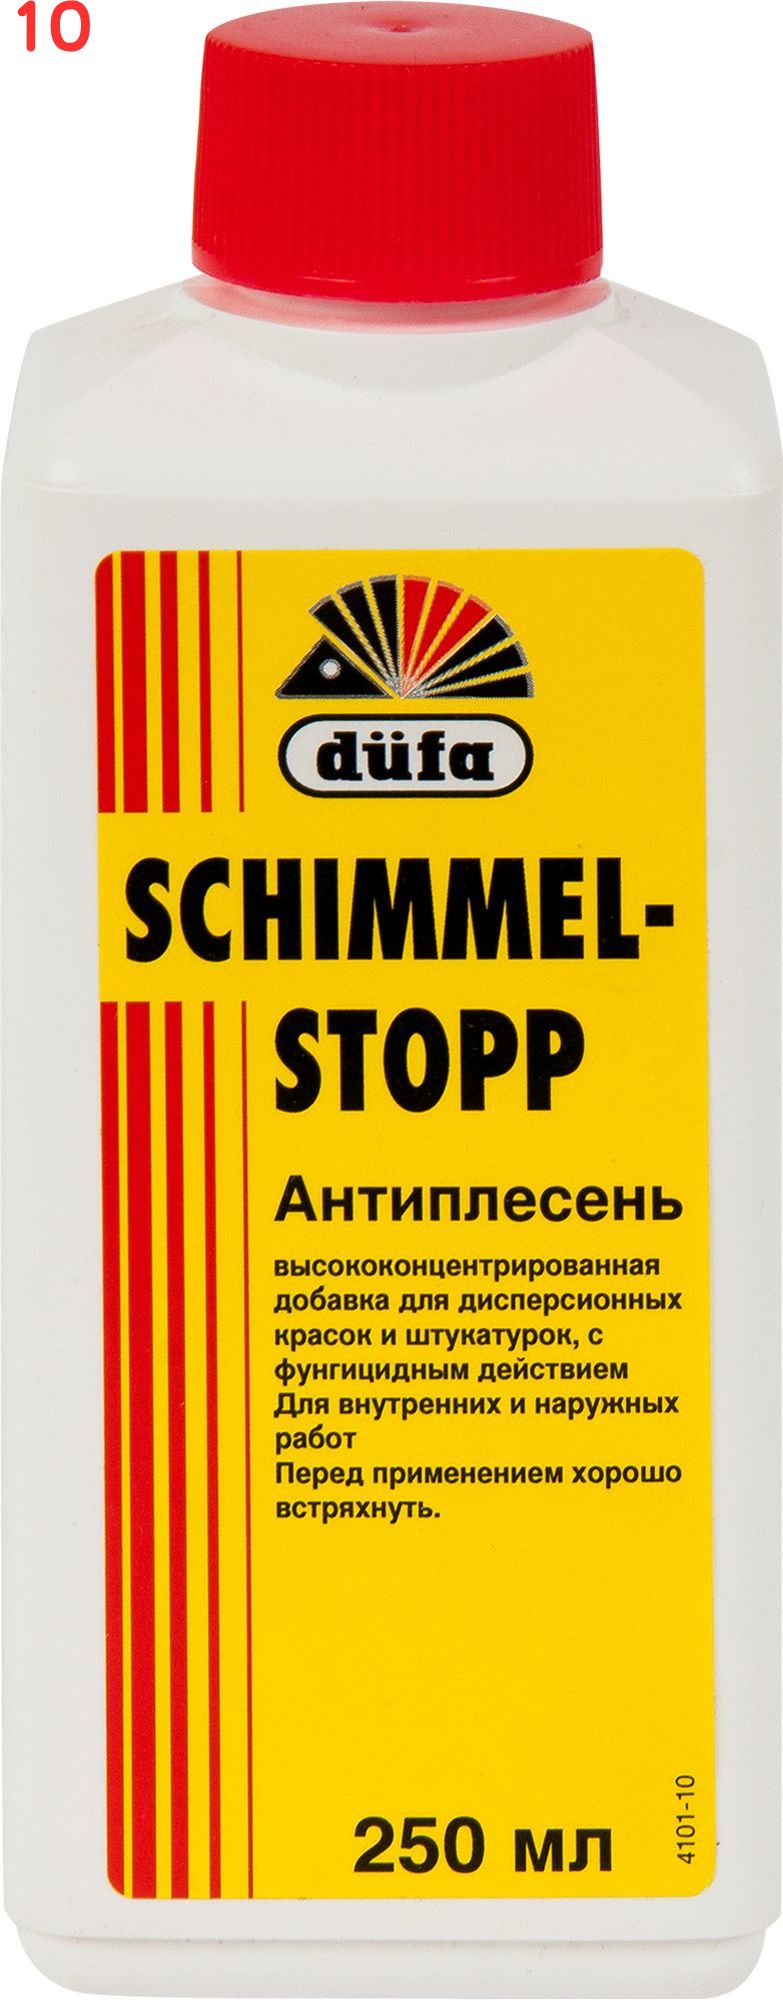 10
düfa
SCHIMMEL-
STOPP
Антиплесень
высококонцентрированная
добавка для дисперсионных
красок и штукатурок, с
фунгицидным действием
Для внутренних и наружных
работ
Перед применением хорошо
встряхнуть.
250 мл
4101-10